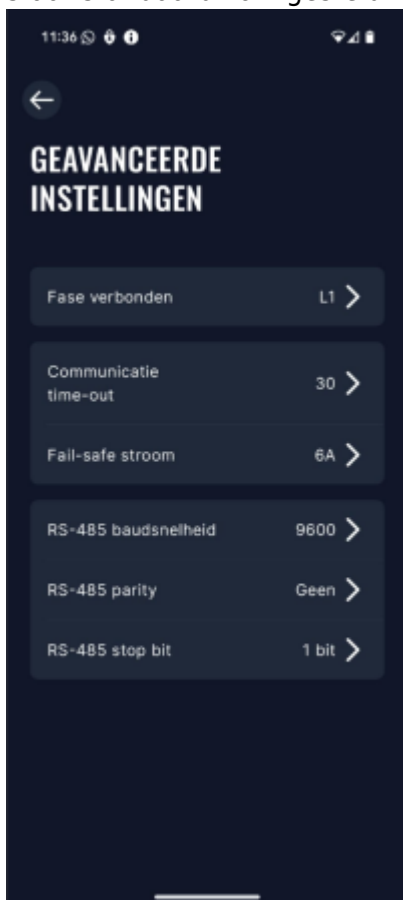 11:36
GEAVANCEERDE
INSTELLINGEN
Fase verbonden L1
Communicatie
time-out 30
Fail-safe stroom 6A
RS-485 baudsnelheid 9600
RS-485 parity Geen
RS-485 stop bit 1 bit